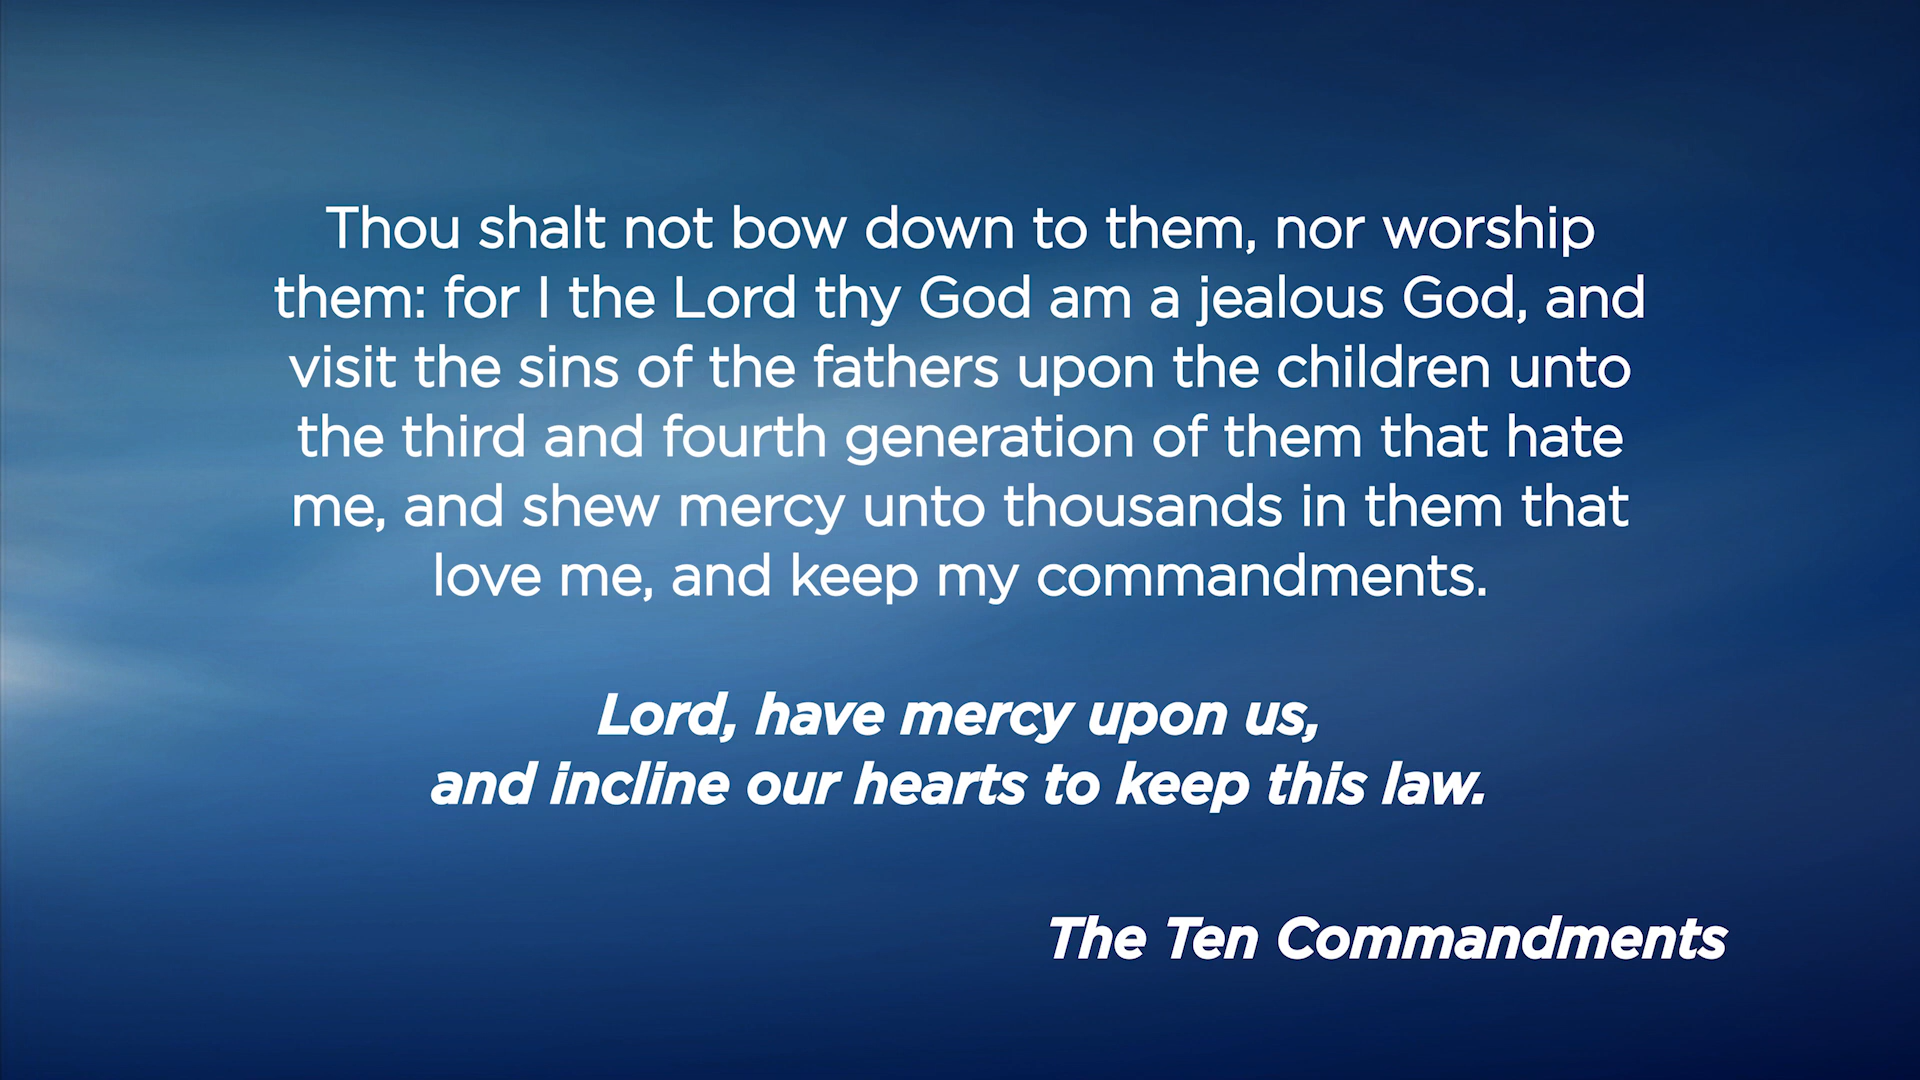 Thou shalt not bow down to them, nor worship
them: for I the Lord thy God am a jealous God, and
visit the sins of the fathers upon the children unto
the third and fourth generation of them that hate
me, and shew mercy unto thousands in them that
love me, and keep my commandments.
Lord, have mercy upon us,
and incline our hearts to keep this law.
The Ten Commandments